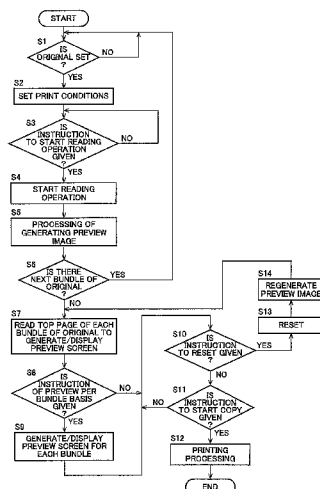 START
S1
IS
ORIGINAL SET
?
NO
YES
S2
SET PRINT CONDITIONS
S3
IS
INSTRUCTION
TO START READING
OPERATION
GIVEN
?
NO
YES
S4
START READING
OPERATION
S5
PROCESSING OF
GENERATING PREVIEW
IMAGE
S6
IS THERE
NEXT BUNDLE OF
ORIGINAL
?
YES
NO
S7
READ TOP PAGE OF EACH
BUNDLE OF ORIGINAL TO
GENERATE/DISPLAY
PREVIEW SCREEN
S8
IS
INSTRUCTION
OF PREVIEW PER
BUNDLE BASIS
GIVEN
?
NO
YES
S9
GENERATE/DISPLAY
PREVIEW SCREEN FOR
EACH BUNDLE
S14
REGENERATE
PREVIEW IMAGE
S13
RESET
S10
IS
INSTRUCTION
TO RESET GIVEN
?
YES
NO
S11
IS
INSTRUCTION
TO START COPY
GIVEN
?
NO
YES
S12
PRINTING
PROCESSING
END